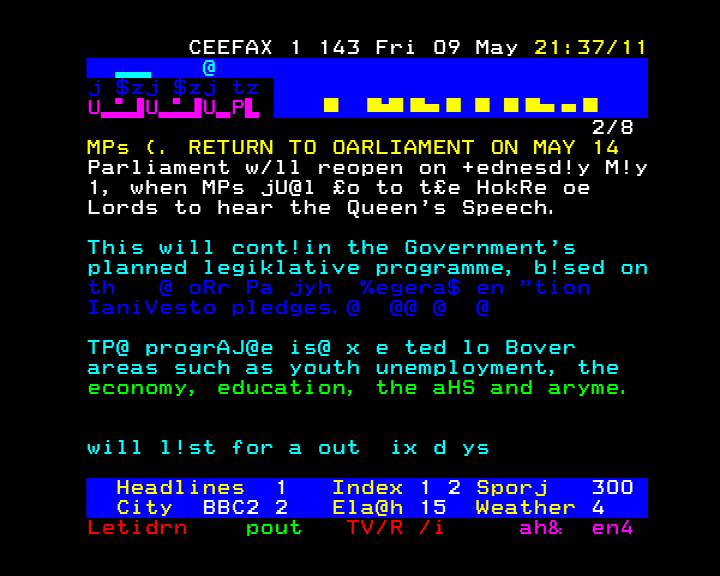 CEEFAX 1 143 Fri 09 May 21:37/11
@
j $zj $zj tz
2/8
MPs (. RETURN TO OARLIAMENT ON MAY 14
Parliament w/ll reopen on +ednesd!y M!y
1, when MPs jU@l £o to t£e HokRe oe
Lords to hear the Queen's Speech.
This will cont!in the Government's
planned legiklative programme, b!sed on
th @ oRr Pa jyh %egera$ en "tion
IaniVesto pledges.@ @@ @ @
TP@ progrAJ@e is@ x e ted lo Bover
areas such as youth unemployment, the
economy, education, the aHS and aryme.
will l!st for a out ix d ys
Headlines 1 Index 1 2 Sporj 300
City BBC2 2 Ela@h 15 Weather 4
Letidrn pout TV/R /i ah& en4